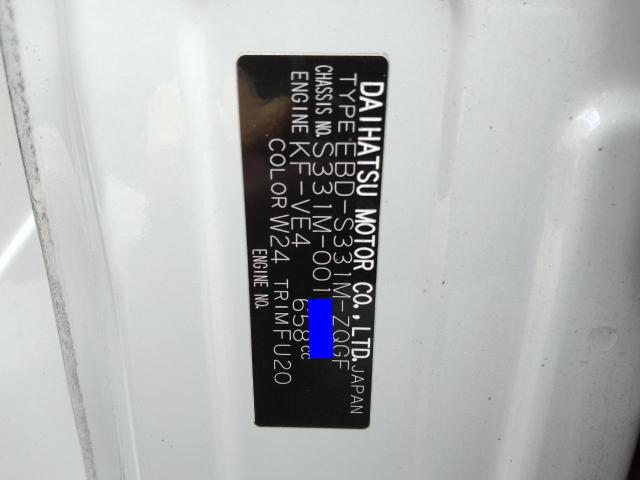 DAIHATSU MOTOR CO.,LTD.JAPAN
TYPE EBD-S331M-ZQGF
CHASSIS NO. S331M-001
ENGINE KF-VE4 658cc
COLOR W24 TRIM FU20
ENGINE NO.